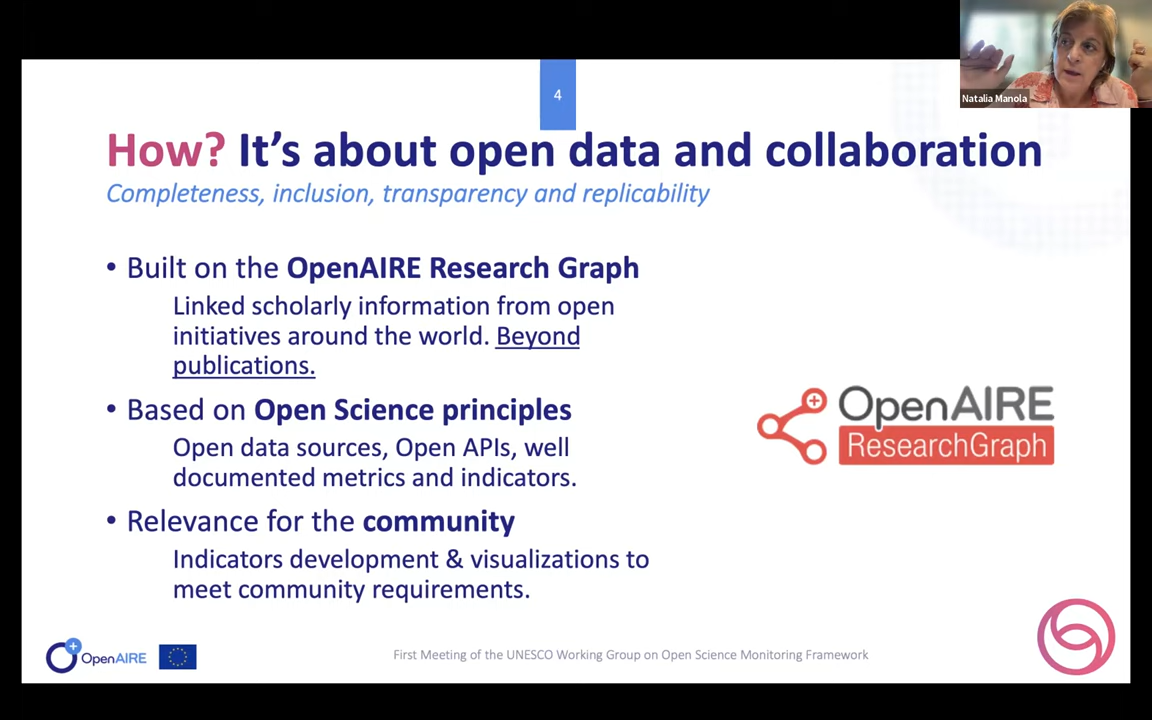 Natalia Manola
4
How? It's about open data and collaboration
Completeness, inclusion, transparency and replicability
• Built on the OpenAIRE Research Graph
Linked scholarly information from open
initiatives around the world. Beyond
publications.
• Based on Open Science principles
Open data sources, Open APIs, well
documented metrics and indicators.
• Relevance for the community
Indicators development & visualizations to
meet community requirements.
OpenAIRE
ResearchGraph
OpenAIRE
First Meeting of the UNESCO Working Group on Open Science Monitoring Framework